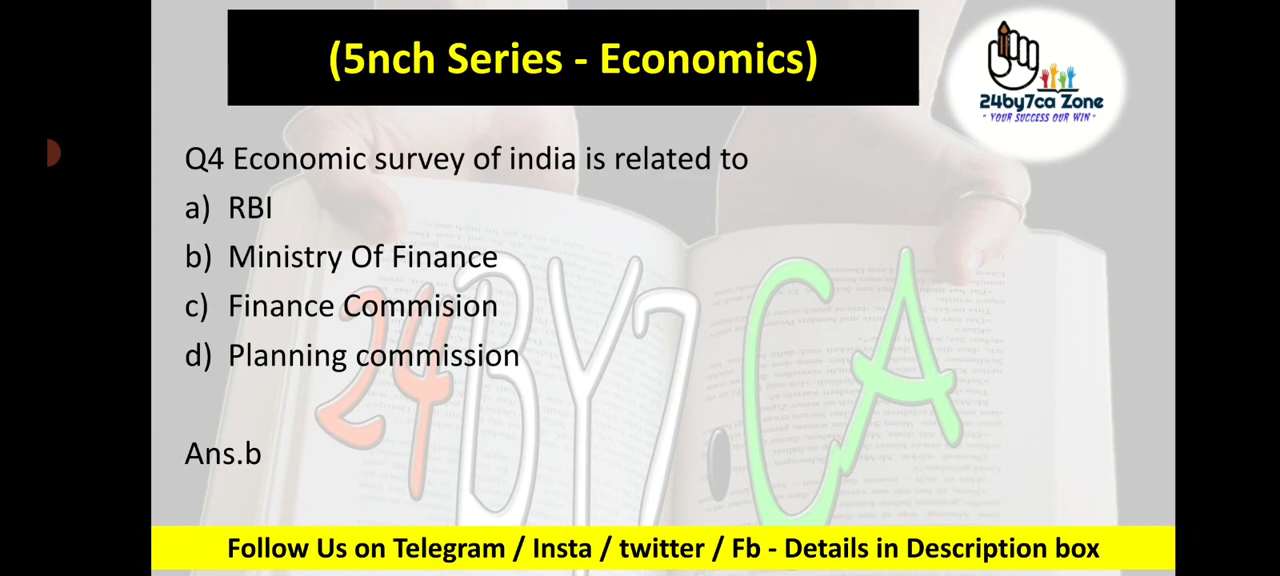 (5nch Series - Economics)
24by7ca Zone
" YOUR SUCCESS OUR WIN "
Q4 Economic survey of india is related to
a) RBI
b) Ministry Of Finance
c) Finance Commision
d) Planning commission
24BY7.CA
Ans.b
Follow Us on Telegram / Insta / twitter / Fb - Details in Description box